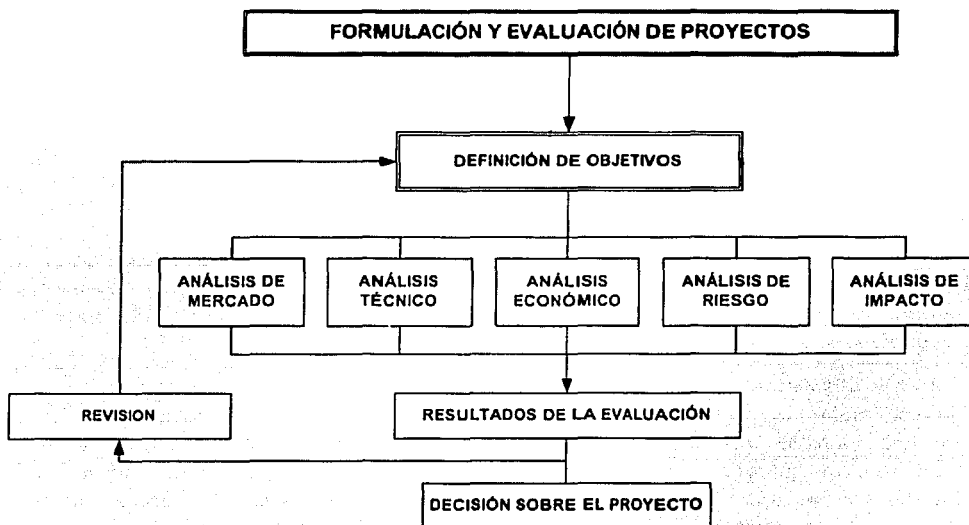 FORMULACIÓN Y EVALUACIÓN DE PROYECTOS
DEFINICIÓN DE OBJETIVOS
ANÁLISIS DE
MERCADO
ANÁLISIS
TÉCNICO
ANÁLISIS
ECONÓMICO
ANÁLISIS DE
RIESGO
ANÁLISIS DE
IMPACTO
REVISION
RESULTADOS DE LA EVALUACIÓN
DECISIÓN SOBRE EL PROYECTO